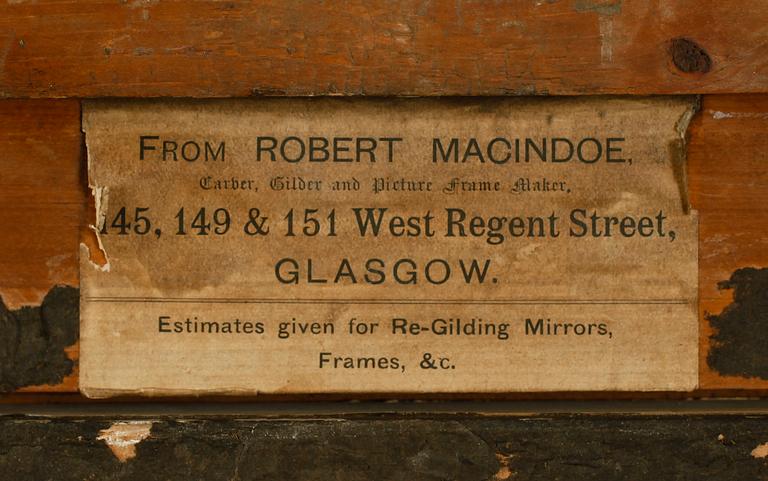 From ROBERT MACINDOE,
Carver, Gilder and Picture Frame Maker,
145, 149 & 151 West Regent Street,
GLASGOW.
Estimates given for Re-Gilding Mirrors,
Frames, &c.